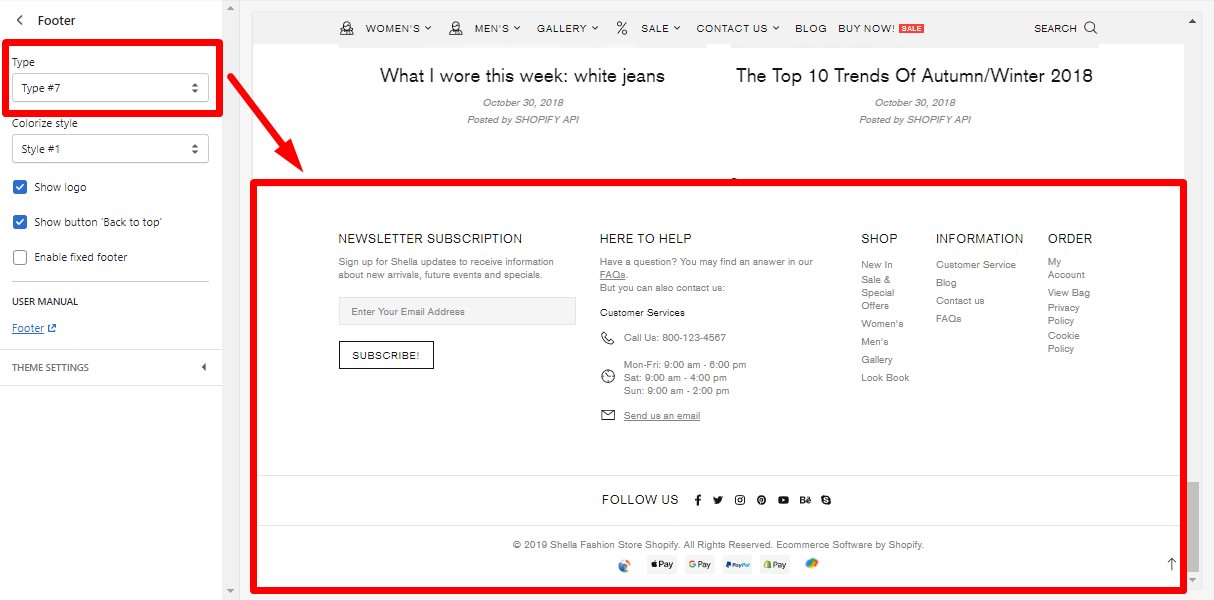 Footer
Type
Type #7
Colorize style
Style #1
Show logo
Show button 'Back to top'
Enable fixed footer
USER MANUAL
Footer
THEME SETTINGS
WOMEN'S MEN'S GALLERY SALE CONTACT US BLOG BUY NOW! SALE SEARCH
What I wore this week: white jeans
October 30, 2018
Posted by SHOPIFY API
The Top 10 Trends Of Autumn/Winter 2018
October 30, 2018
Posted by SHOPIFY API
NEWSLETTER SUBSCRIPTION
Sign up for Shella updates to receive information
about new arrivals, future events and specials.
Enter Your Email Address
SUBSCRIBE!
HERE TO HELP
Have a question? You may find an answer in our
FAQs.
But you can also contact us:
Customer Services
Call Us: 800-123-4567
Mon-Fri: 9:00 am - 6:00 pm
Sat: 9:00 am - 4:00 pm
Sun: 9:00 am - 2:00 pm
Send us an email
SHOP
New In
Sale &
Special
Offers
Women's
Men's
Gallery
Look Book
INFORMATION
Customer Service
Blog
Contact us
FAQs
ORDER
My
Account
View Bag
Privacy
Policy
Cookie
Policy
FOLLOW US
© 2019 Shella Fashion Store Shopify. All Rights Reserved. Ecommerce Software by Shopify.
Pay G Pay PayPal Pay